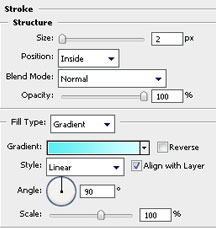 Stroke
Structure
Size: 2 px
Position: Inside
Blend Mode: Normal
Opacity: 100 %
Fill Type: Gradient
Gradient: Reverse
Style: Linear Align with Layer
Angle: 90 °
Scale: 100 %